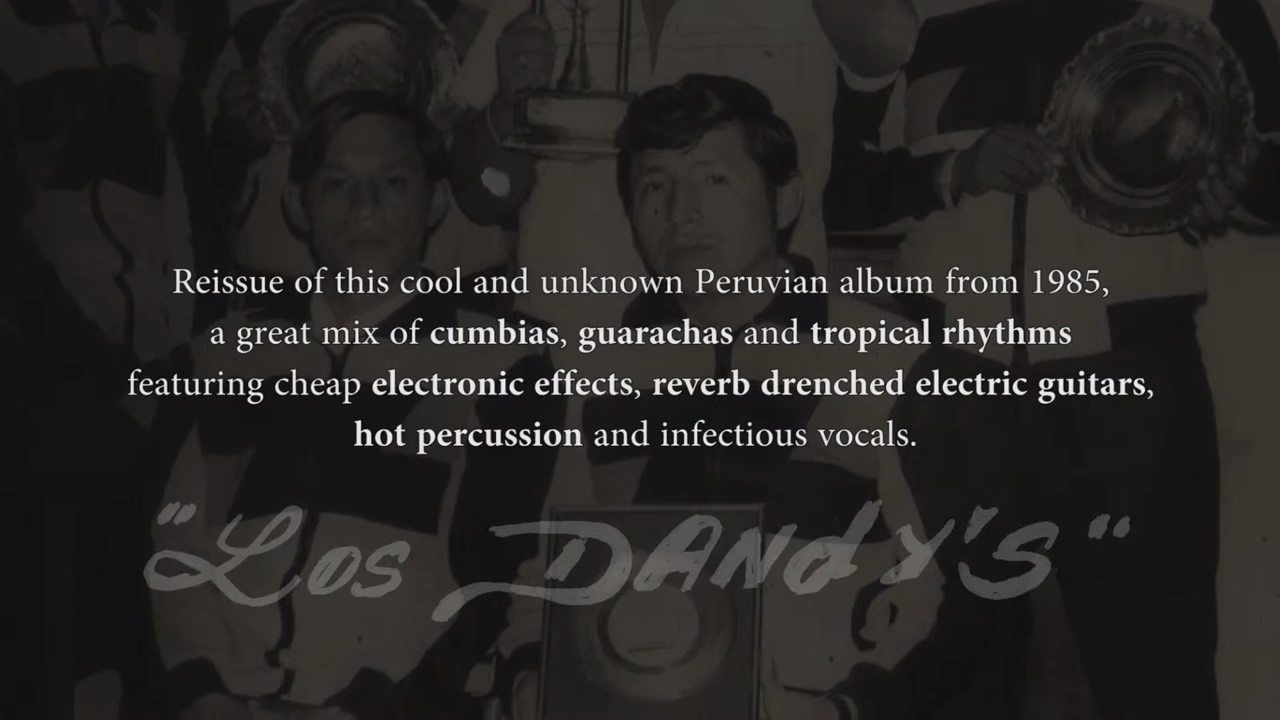 Reissue of this cool and unknown Peruvian album from 1985,
a great mix of cumbias, guarachas and tropical rhythms
featuring cheap electronic effects, reverb drenched electric guitars,
hot percussion and infectious vocals.
"Los DANdY'S"